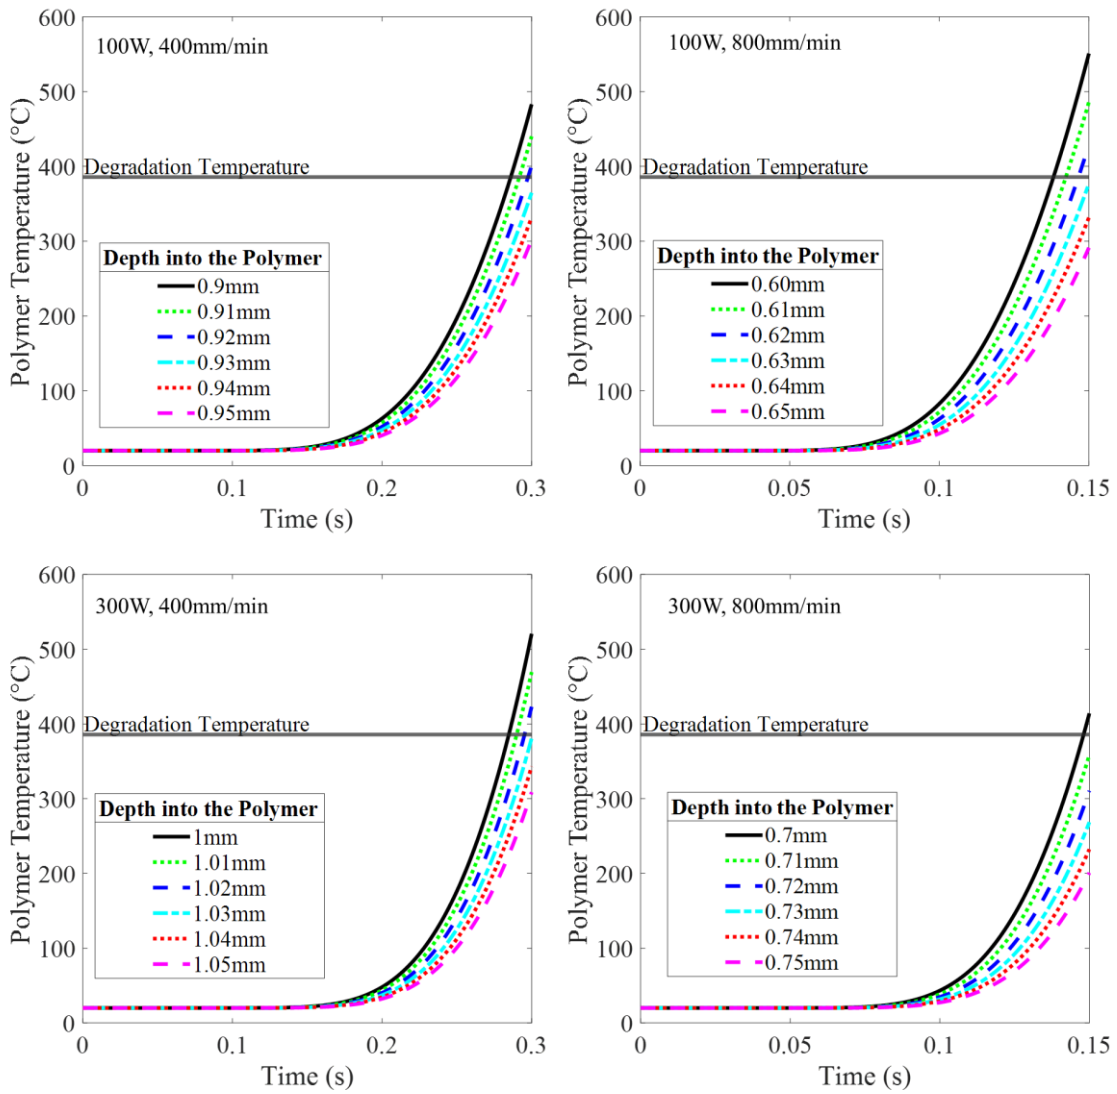 600
100W, 400mm/min
500
400
Degradation Temperature
300
Depth into the Polymer
0.9mm
0.91mm
0.92mm
0.93mm
0.94mm
0.95mm
200
100
0
0 0.1 0.2 0.3
Time (s)
Polymer Temperature (°C)
600
100W, 800mm/min
500
400
Degradation Temperature
300
Depth into the Polymer
0.60mm
0.61mm
0.62mm
0.63mm
0.64mm
0.65mm
200
100
0
0 0.05 0.1 0.15
Time (s)
Polymer Temperature (°C)
600
300W, 400mm/min
500
400
Degradation Temperature
300
Depth into the Polymer
1mm
1.01mm
1.02mm
1.03mm
1.04mm
1.05mm
200
100
0
0 0.1 0.2 0.3
Time (s)
Polymer Temperature (°C)
600
300W, 800mm/min
500
400
Degradation Temperature
300
Depth into the Polymer
0.7mm
0.71mm
0.72mm
0.73mm
0.74mm
0.75mm
200
100
0
0 0.05 0.1 0.15
Time (s)
Polymer Temperature (°C)